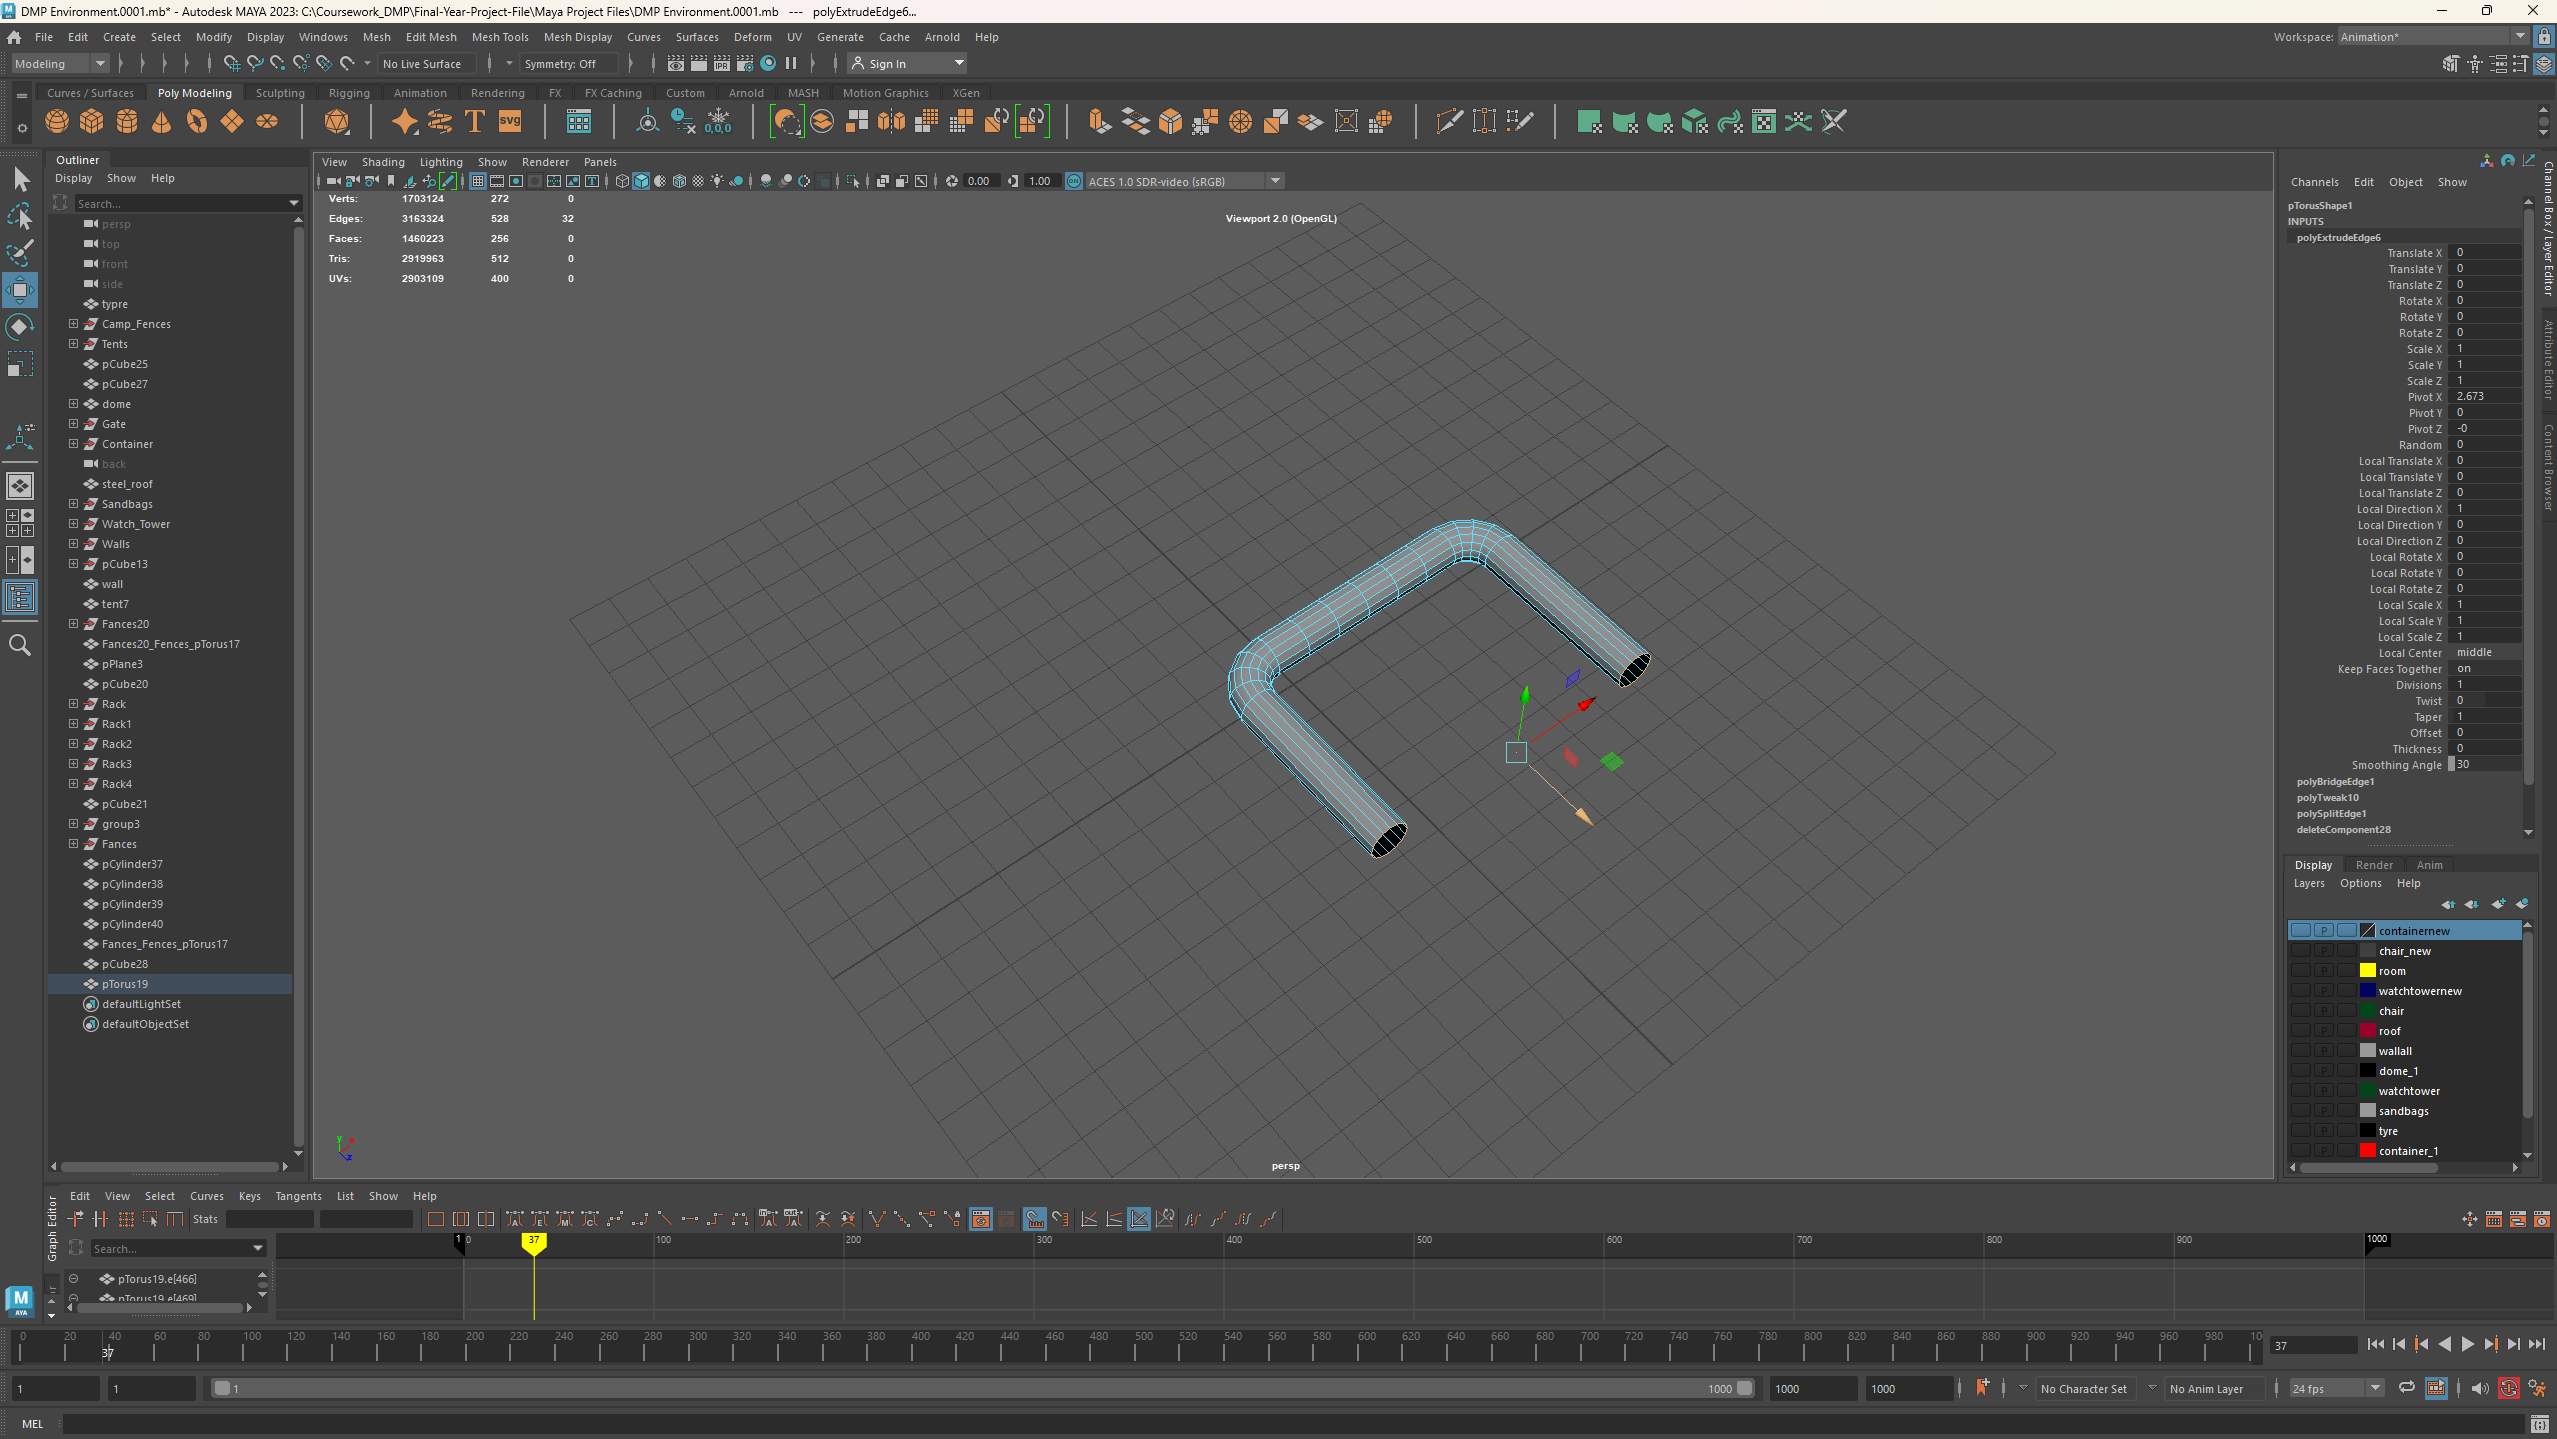 DMP Environment.0001.mb* - Autodesk MAYA 2023: C:\Coursework_DMP\Final-Year-Project-File\Maya Project Files\DMP Environment.0001.mb --- polyExtrudeEdge6...
File Edit Create Select Modify Display Windows Mesh Edit Mesh Mesh Tools Mesh Display Curves Surfaces Deform UV Generate Cache Arnold Help
Workspace: Animation*
Modeling No Live Surface Symmetry: Off Sign In
Curves / Surfaces Poly Modeling Sculpting Rigging Animation Rendering FX FX Caching Custom Arnold MASH Motion Graphics XGen
Outliner
Display Show Help
Search...
persp
top
front
side
typre
Camp_Fences
Tents
pCube25
pCube27
dome
Gate
Container
back
steel_roof
Sandbags
Watch_Tower
Walls
pCube13
wall
tent7
Fances20
Fances20_Fences_pTorus17
pPlane3
pCube20
Rack
Rack1
Rack2
Rack3
Rack4
pCube21
group3
Fances
pCylinder37
pCylinder38
pCylinder39
pCylinder40
Fances_Fences_pTorus17
pCube28
pTorus19
defaultLightSet
defaultObjectSet
View Shading Lighting Show Renderer Panels
0.00 1.00 ACES 1.0 SDR-video (sRGB)
Verts: 1703124 272 0
Edges: 3163324 528 32
Faces: 1460223 256 0
Tris: 2919963 512 0
UVs: 2903109 400 0
Viewport 2.0 (OpenGL)
persp
Channels Edit Object Show
pTorusShape1
INPUTS
polyExtrudeEdge6
Translate X 0
Translate Y 0
Translate Z 0
Rotate X 0
Rotate Y 0
Rotate Z 0
Scale X 1
Scale Y 1
Scale Z 1
Pivot X 2.673
Pivot Y 0
Pivot Z -0
Random 0
Local Translate X 0
Local Translate Y 0
Local Translate Z 0
Local Direction X 1
Local Direction Y 0
Local Direction Z 0
Local Rotate X 0
Local Rotate Y 0
Local Rotate Z 0
Local Scale X 1
Local Scale Y 1
Local Scale Z 1
Local Center middle
Keep Faces Together on
Divisions 1
Twist 0
Taper 1
Offset 0
Thickness 0
Smoothing Angle 30
polyBridgeEdge1
polyTweak10
polySplitEdge1
deleteComponent28
Channel Box / Layer Editor
Attribute Editor
Content Browser
Display Render Anim
Layers Options Help
containernew
chair_new
room
watchtowernew
chair
roof
wallall
dome_1
watchtower
sandbags
tyre
container_1
Graph Editor
Edit View Select Curves Keys Tangents List Show Help
Stats
Search...
pTorus19.e[466]
pTorus19.e[469]
1 0 37 100 200 300 400 500 600 700 800 900 1000
0 20 40 60 80 100 120 140 160 180 200 220 240 260 280 300 320 340 360 380 400 420 440 460 480 500 520 540 560 580 600 620 640 660 680 700 720 740 760 780 800 820 840 860 880 900 920 940 960 980
37
37
1 1 1 1000 1000 1000 No Character Set No Anim Layer 24 fps
MEL